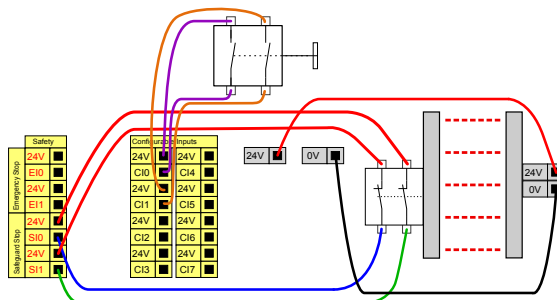 Safety
Emergency Stop
24V
EI0
24V
EI1
Safeguard Stop
24V
SI0
24V
SI1
Configurable Inputs
24V 24V
CI0 CI4
24V 24V
CI1 CI5
24V 24V
CI2 CI6
24V 24V
CI3 CI7
24V
0V
24V
0V